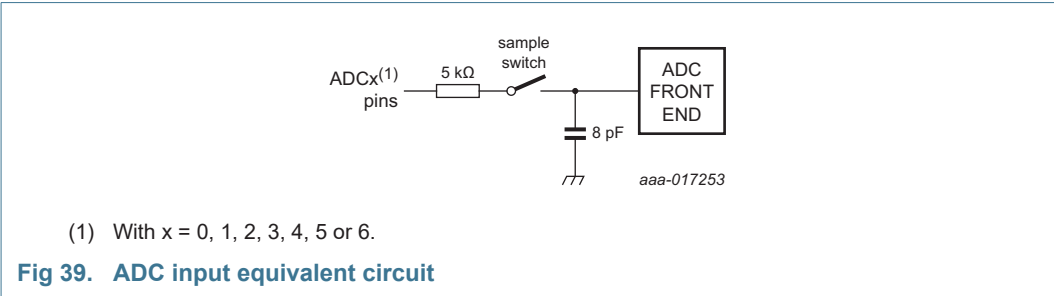 sample
switch
ADCx(1)
pins
5 kΩ
ADC
FRONT
END
8 pF
aaa-017253
(1) With x = 0, 1, 2, 3, 4, 5 or 6.
Fig 39. ADC input equivalent circuit